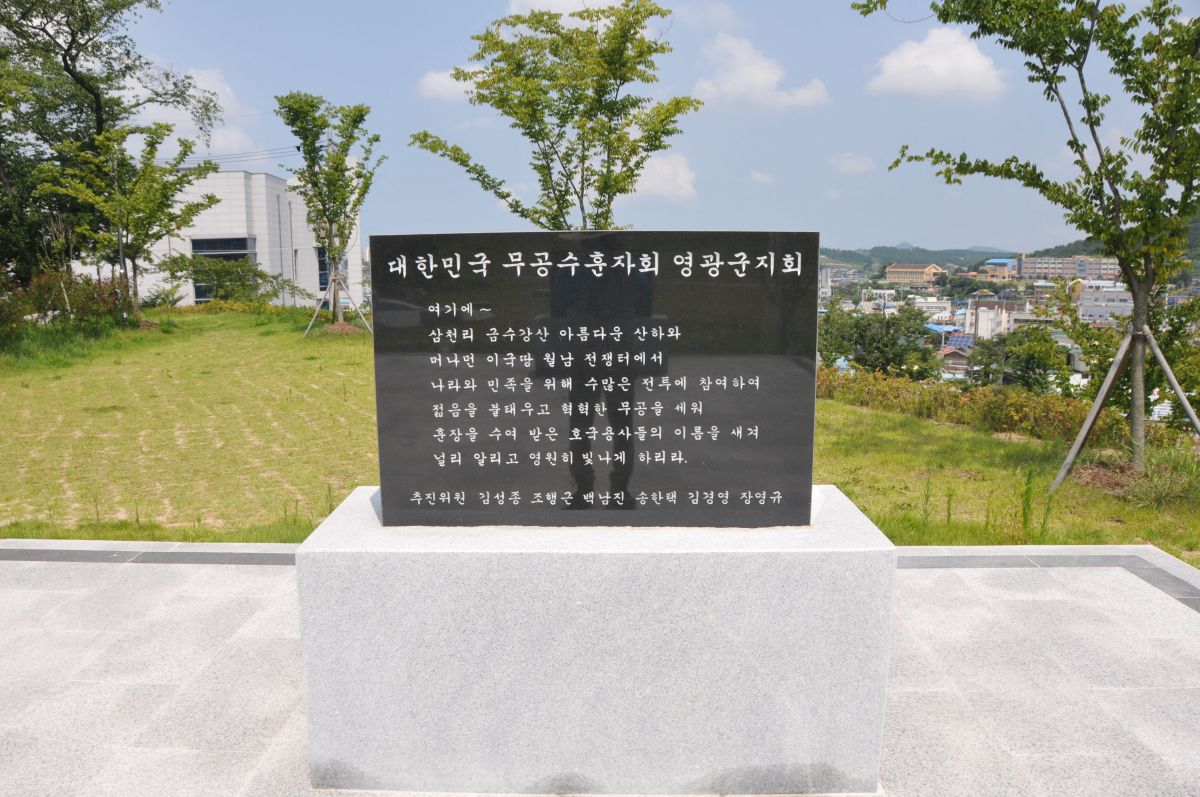 대한민국 무공수훈자회 영광군지회
여기에~
삼천리 금수강산 아름다운 산하와
머나먼 이국땅 월남 전쟁터에서
나라와 민족을 위해 수많은 전투에 참여하여
젊음을 불태우고 혁혁한 무공을 세워
훈장을 수여 받은 호국용사들의 이름을 새겨
널리 알리고 영원히 빛나게 하리라.
추진위원 김성종 조행근 백남진 송한택 김경영 장영규